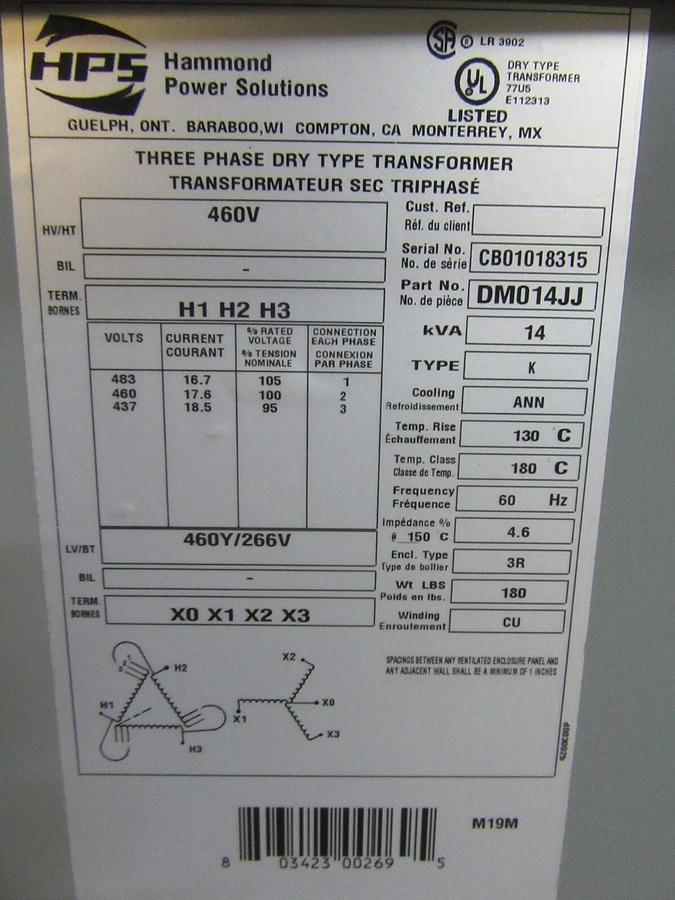 HPS Hammond
Power Solutions
SA LR 3902
UL DRY TYPE
TRANSFORMER
77U5
E112313
LISTED
GUELPH, ONT. BARABOO,WI COMPTON, CA MONTERREY, MX
THREE PHASE DRY TYPE TRANSFORMER
TRANSFORMATEUR SEC TRIPHASÉ
HV/HT 460V
BIL -
TERM.
BORNES H1 H2 H3
VOLTS CURRENT
COURANT % RATED
VOLTAGE
% TENSION
NOMINALE CONNECTION
EACH PHASE
CONNEXION
PAR PHASE
483 16.7 105 1
460 17.6 100 2
437 18.5 95 3
LV/BT 460Y/266V
BIL -
TERM.
BORNES X0 X1 X2 X3
Cust. Ref.
Réf. du client
Serial No.
No. de série CB01018315
Part No.
No. de pièce DM014JJ
kVA 14
TYPE K
Cooling
Refroidissement ANN
Temp. Rise
Échauffement 130 C
Temp. Class
Classe de Temp. 180 C
Frequency
Fréquence 60 Hz
Impédance %
@ 150 C 4.6
Encl. Type
Type de boîtier 3R
Wt LBS
Poids en lbs. 180
Winding
Enroulement CU
SPACINGS BETWEEN ANY VENTILATED ENCLOSURE PANEL AND
ANY ADJACENT WALL SHALL BE A MINIMUM OF 1 INCHES
H1
H2
H3
X1
X2
X0
X3
M19M
8 03423 00269 5